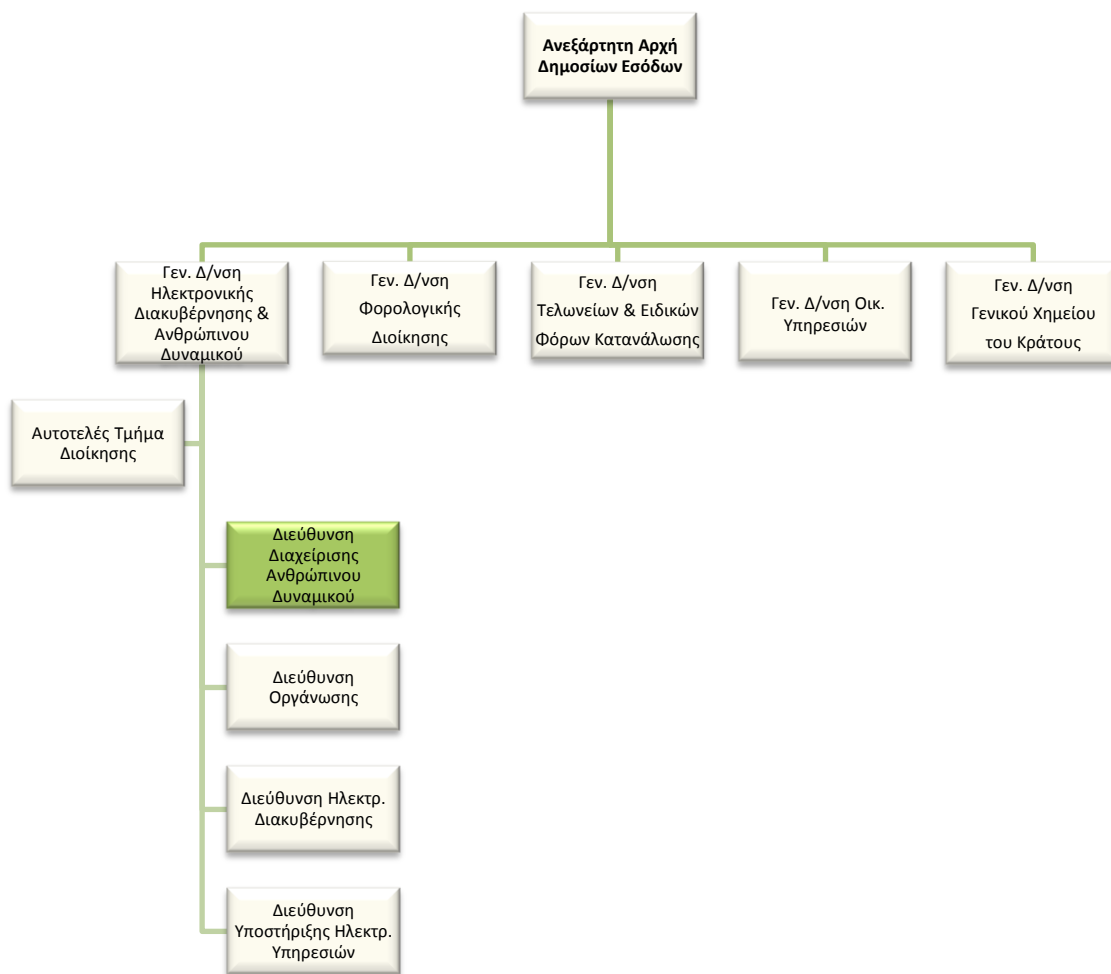 Ανεξάρτητη Αρχή
Δημοσίων Εσόδων
Γεν. Δ/νση
Ηλεκτρονικής
Διακυβέρνησης &
Ανθρώπινου
Δυναμικού
Γεν. Δ/νση
Φορολογικής
Διοίκησης
Γεν. Δ/νση
Τελωνείων & Ειδικών
Φόρων Κατανάλωσης
Γεν. Δ/νση Οικ.
Υπηρεσιών
Γεν. Δ/νση
Γενικού Χημείου
του Κράτους
Αυτοτελές Τμήμα
Διοίκησης
Διεύθυνση
Διαχείρισης
Ανθρώπινου
Δυναμικού
Διεύθυνση
Οργάνωσης
Διεύθυνση Ηλεκτρ.
Διακυβέρνησης
Διεύθυνση
Υποστήριξης Ηλεκτρ.
Υπηρεσιών